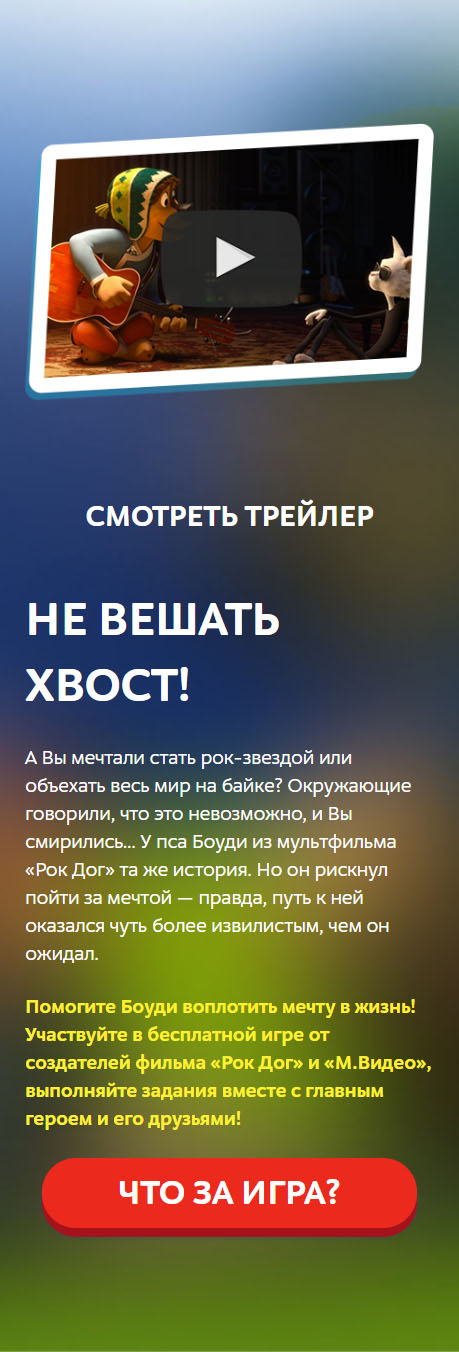 СМОТРЕТЬ ТРЕЙЛЕР
НЕ ВЕШАТЬ
ХВОСТ!
А Вы мечтали стать рок-звездой или
объехать весь мир на байке? Окружающие
говорили, что это невозможно, и Вы
смирились... У пса Боуди из мультфильма
«Рок Дог» та же история. Но он рискнул
пойти за мечтой — правда, путь к ней
оказался чуть более извилистым, чем он
ожидал.
Помогите Боуди воплотить мечту в жизнь!
Участвуйте в бесплатной игре от
создателей фильма «Рок Дог» и «М.Видео»,
выполняйте задания вместе с главным
героем и его друзьями!
ЧТО ЗА ИГРА?